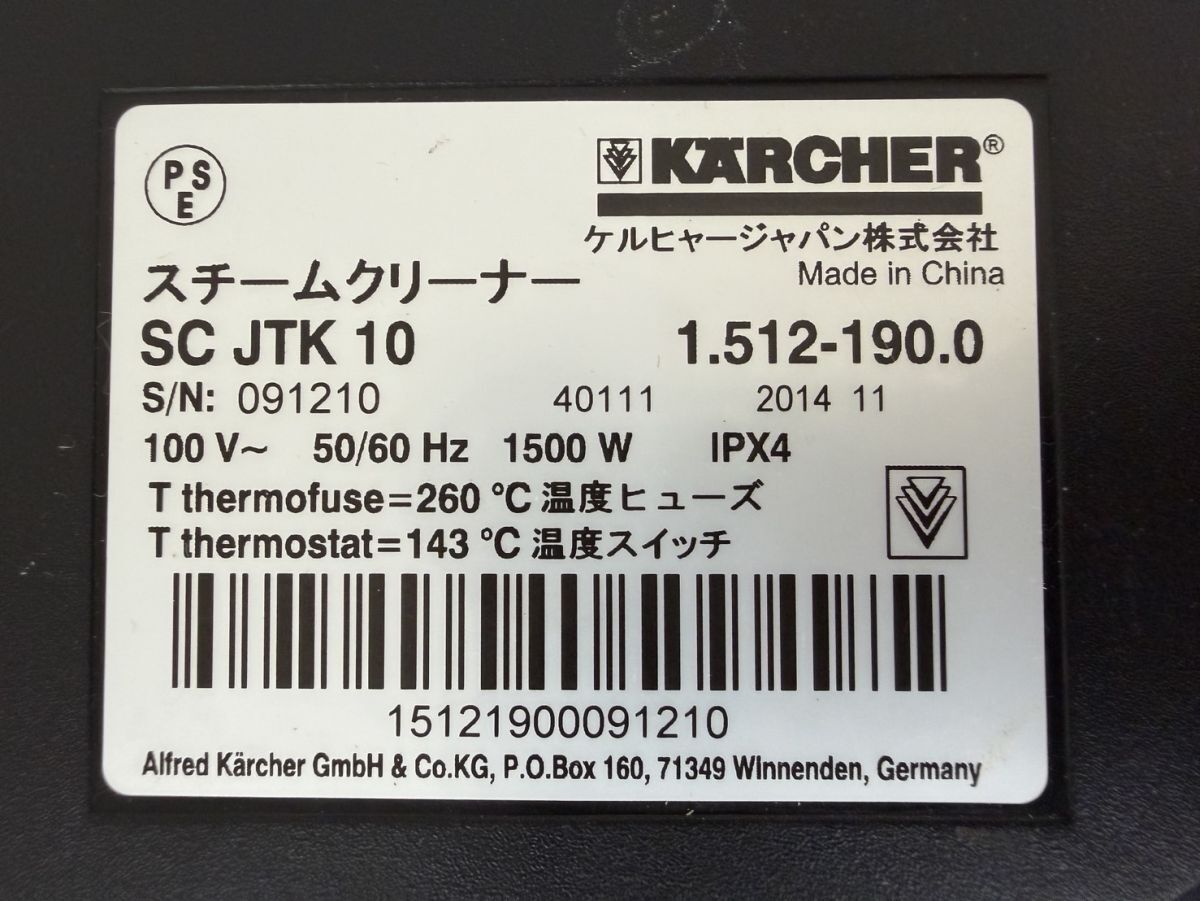 PS
E
KÄRCHER®
ケルヒャージャパン株式会社
Made in China
スチームクリーナー
SC JTK 10 1.512-190.0
S/N: 091210 40111 2014 11
100 V~ 50/60 Hz 1500 W IPX4
T thermofuse=260 °C 温度ヒューズ
T thermostat=143 °C 温度スイッチ
15121900091210
Alfred Kärcher GmbH & Co.KG, P.O.Box 160, 71349 Winnenden, Germany